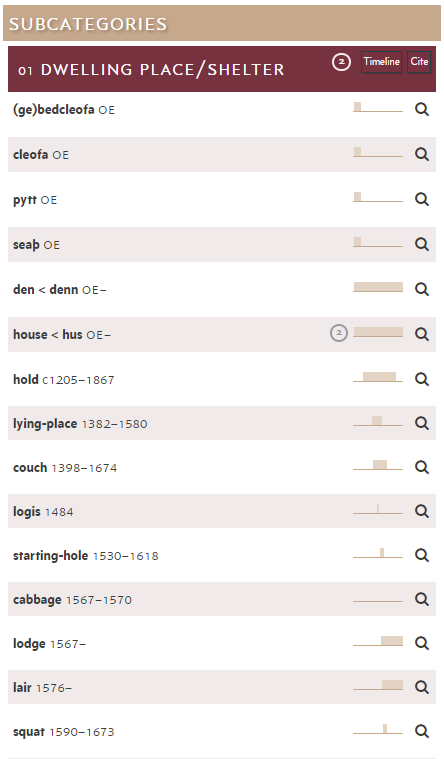 SUBCATEGORIES
01 DWELLING PLACE/SHELTER 2 Timeline Cite
(ge)bedcleofa OE
cleofa OE
pytt OE
seaþ OE
den < denn OE–
house < hus OE– 2
hold c1205–1867
lying-place 1382–1580
couch 1398–1674
logis 1484
starting-hole 1530–1618
cabbage 1567–1570
lodge 1567–
lair 1576–
squat 1590–1673